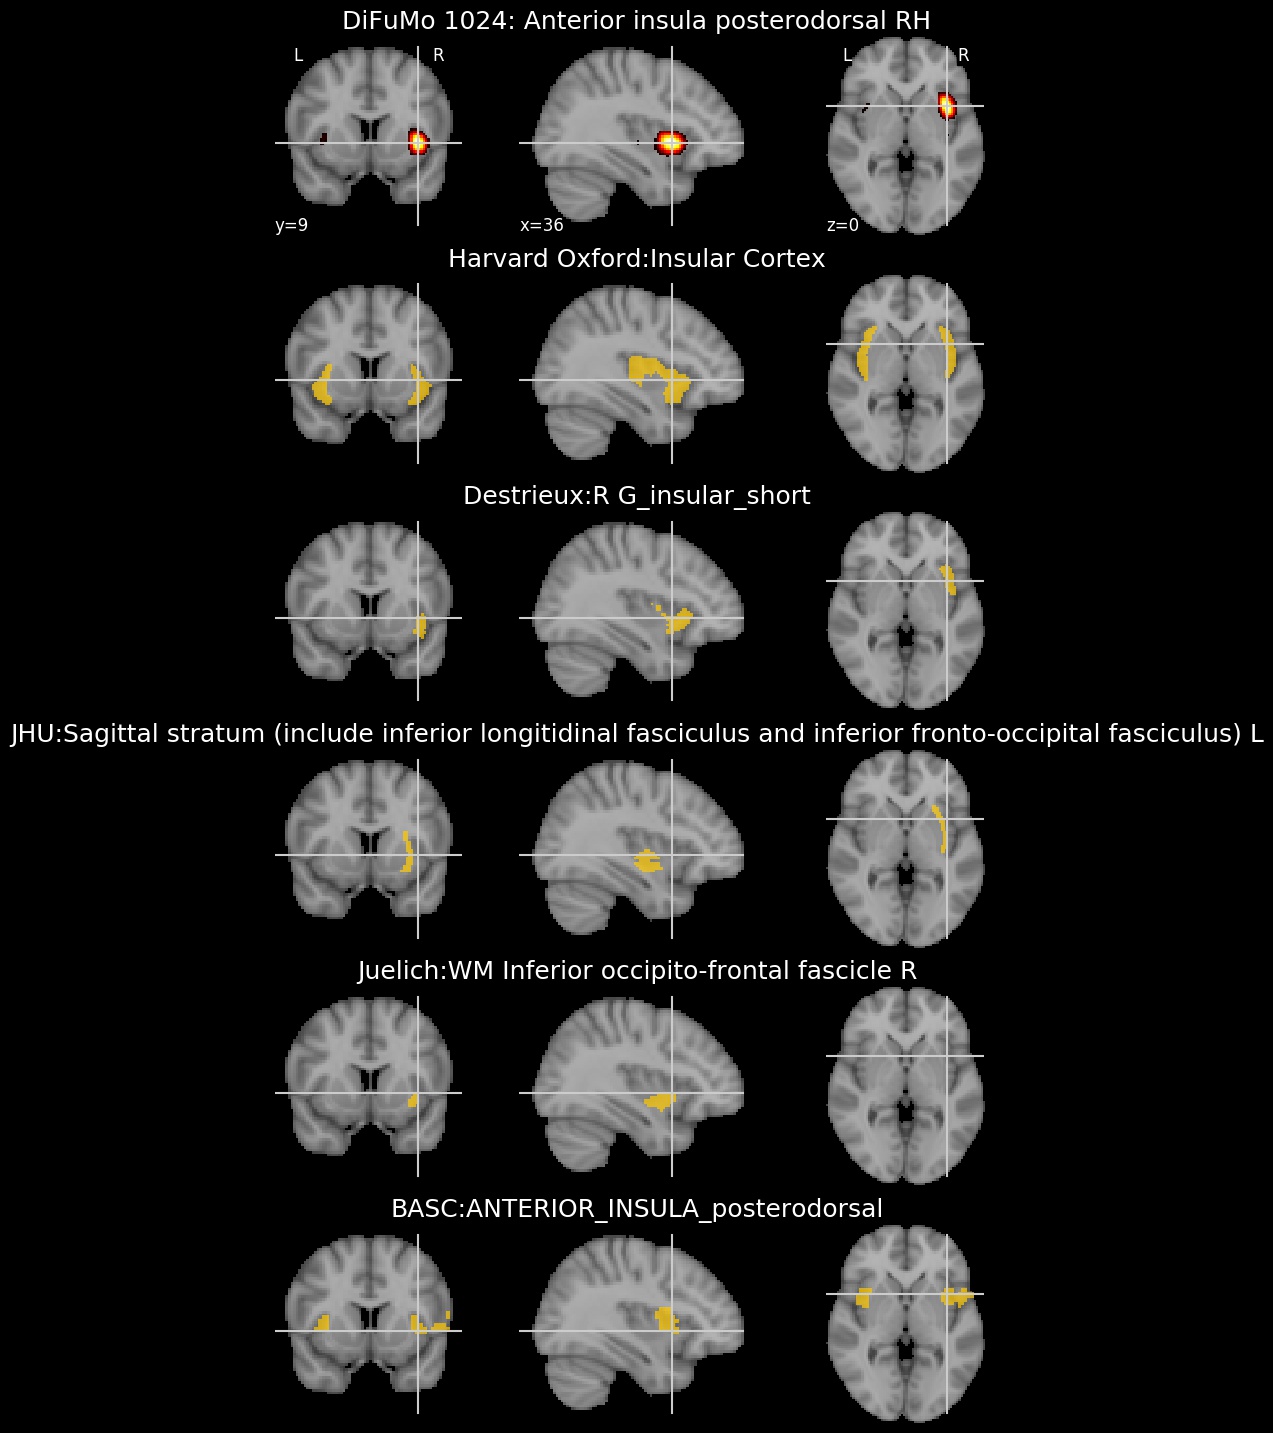 DiFuMo 1024: Anterior insula posterodorsal RH
L R L R
y=9 x=36 z=0
Harvard Oxford:Insular Cortex
Destrieux:R G_insular_short
JHU:Sagittal stratum (include inferior longitidinal fasciculus and inferior fronto-occipital fasciculus) L
Juelich:WM Inferior occipito-frontal fascicle R
BASC:ANTERIOR_INSULA_posterodorsal